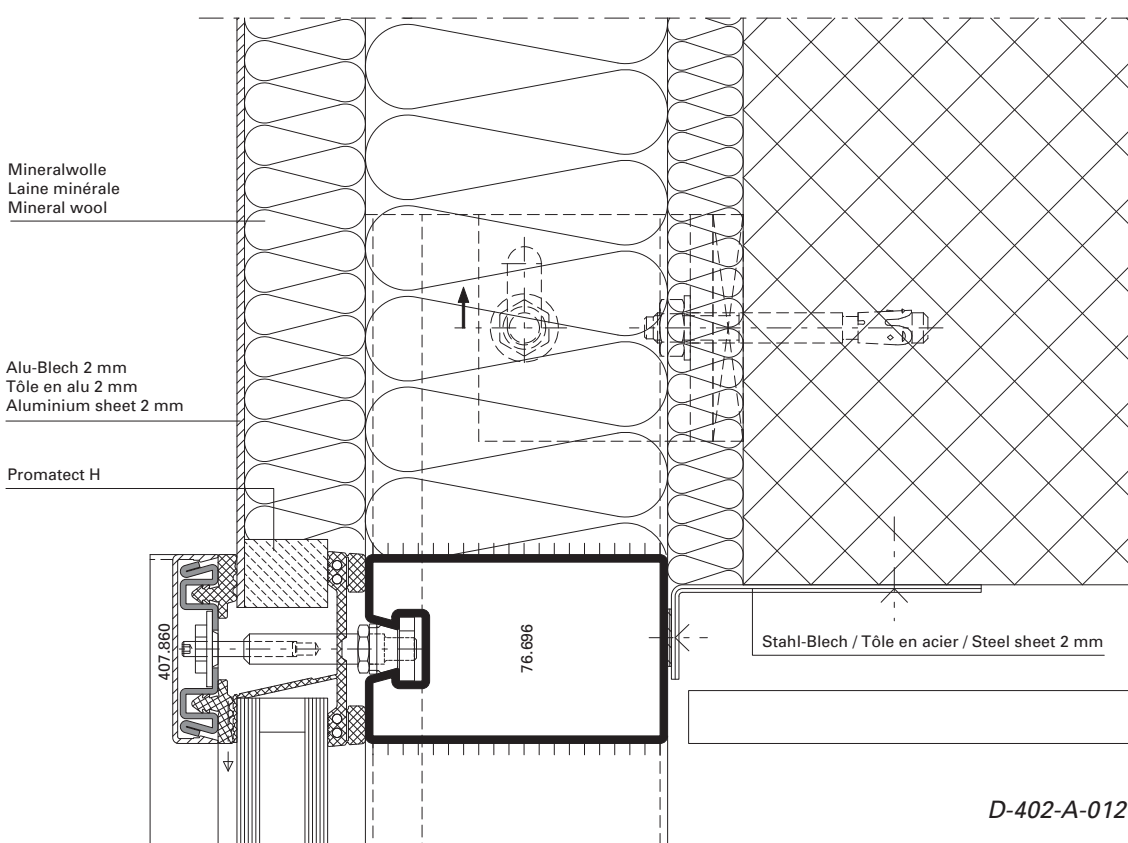 Mineralwolle
Laine minérale
Mineral wool
Alu-Blech 2 mm
Tôle en alu 2 mm
Aluminium sheet 2 mm
Promatect H
407.860
76.696
Stahl-Blech / Tôle en acier / Steel sheet 2 mm
D-402-A-012